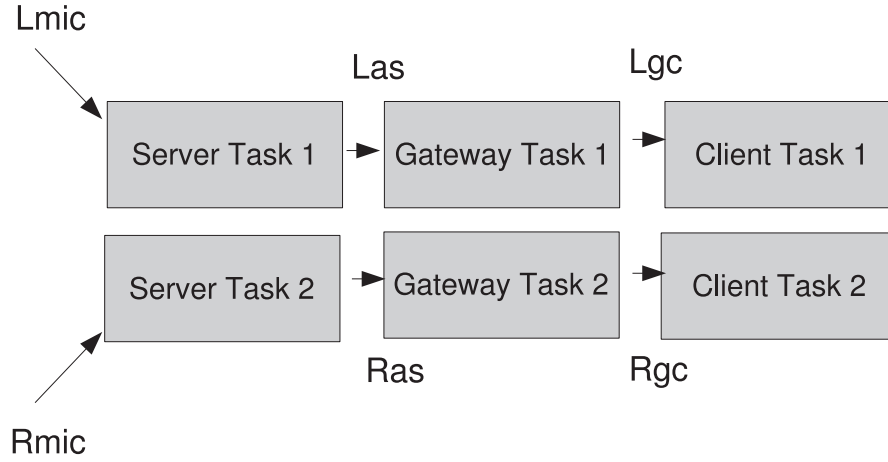 Lmic
Las
Lgc
Server Task 1
Gateway Task 1
Client Task 1
Server Task 2
Gateway Task 2
Client Task 2
Ras
Rgc
Rmic